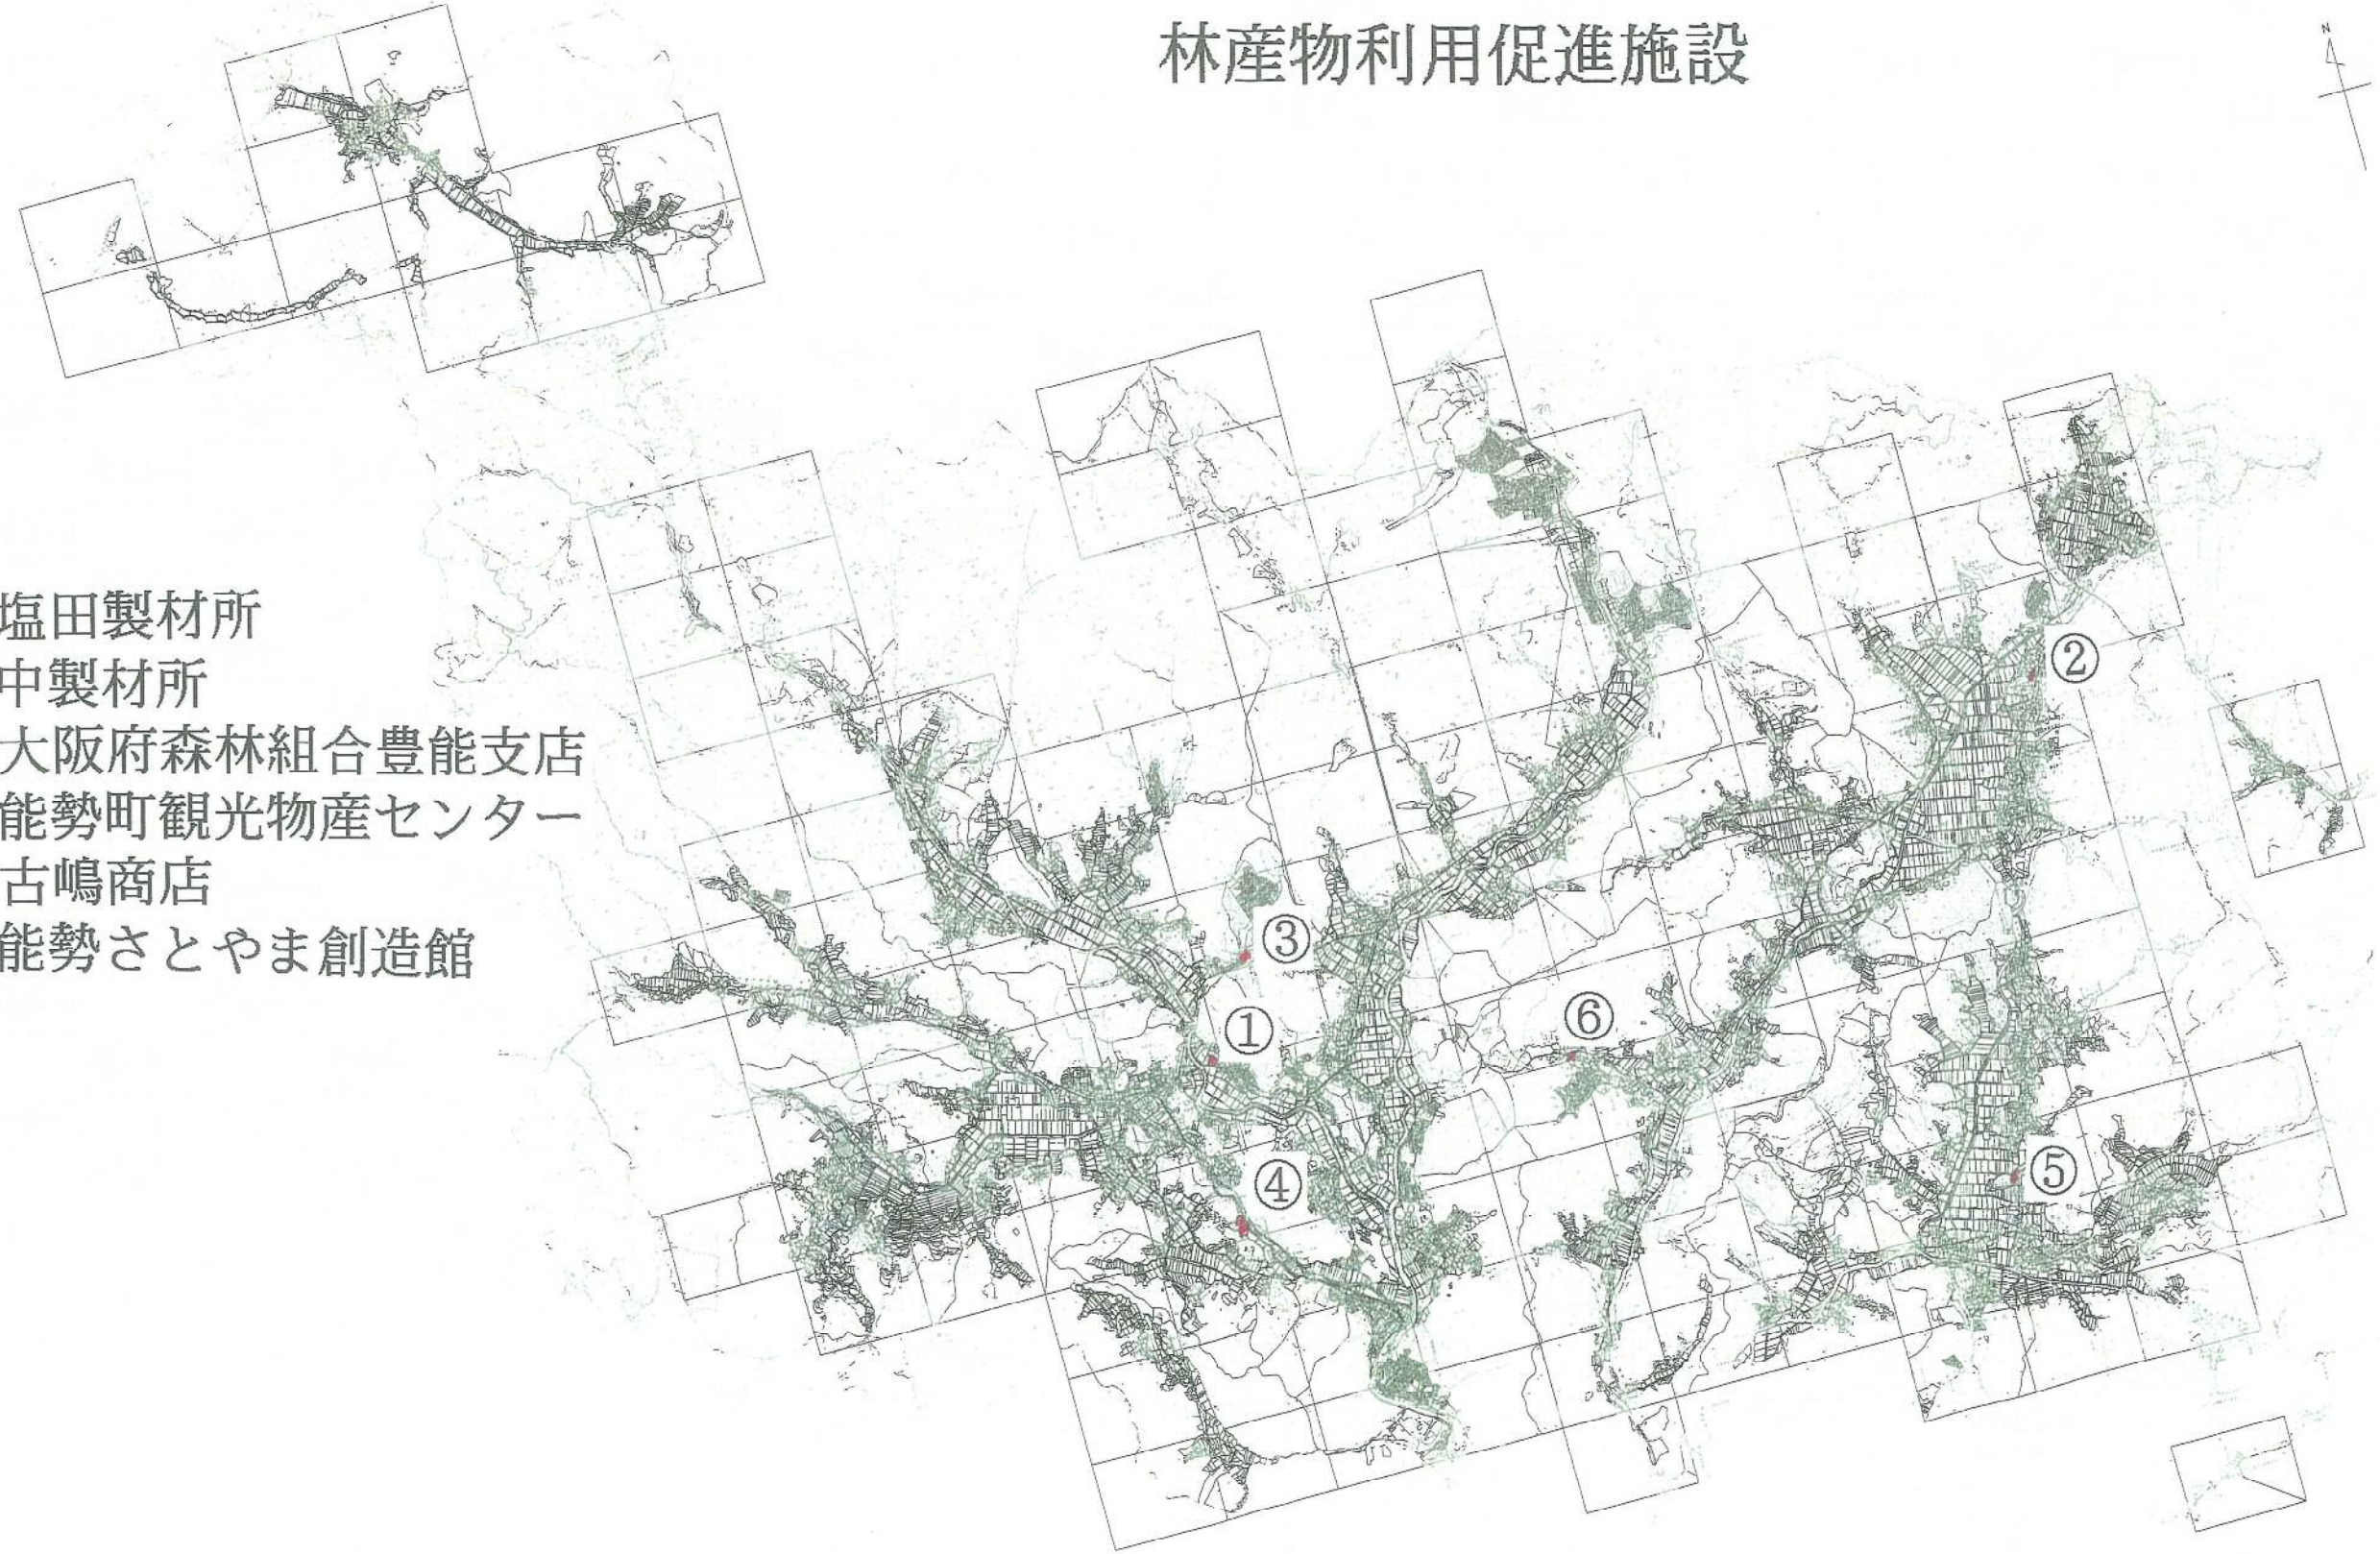 林産物利用促進施設
N
塩田製材所
中製材所
大阪府森林組合豊能支店
能勢町観光物産センター
古嶋商店
能勢さとやま創造館
②
③
①
⑥
④
⑤